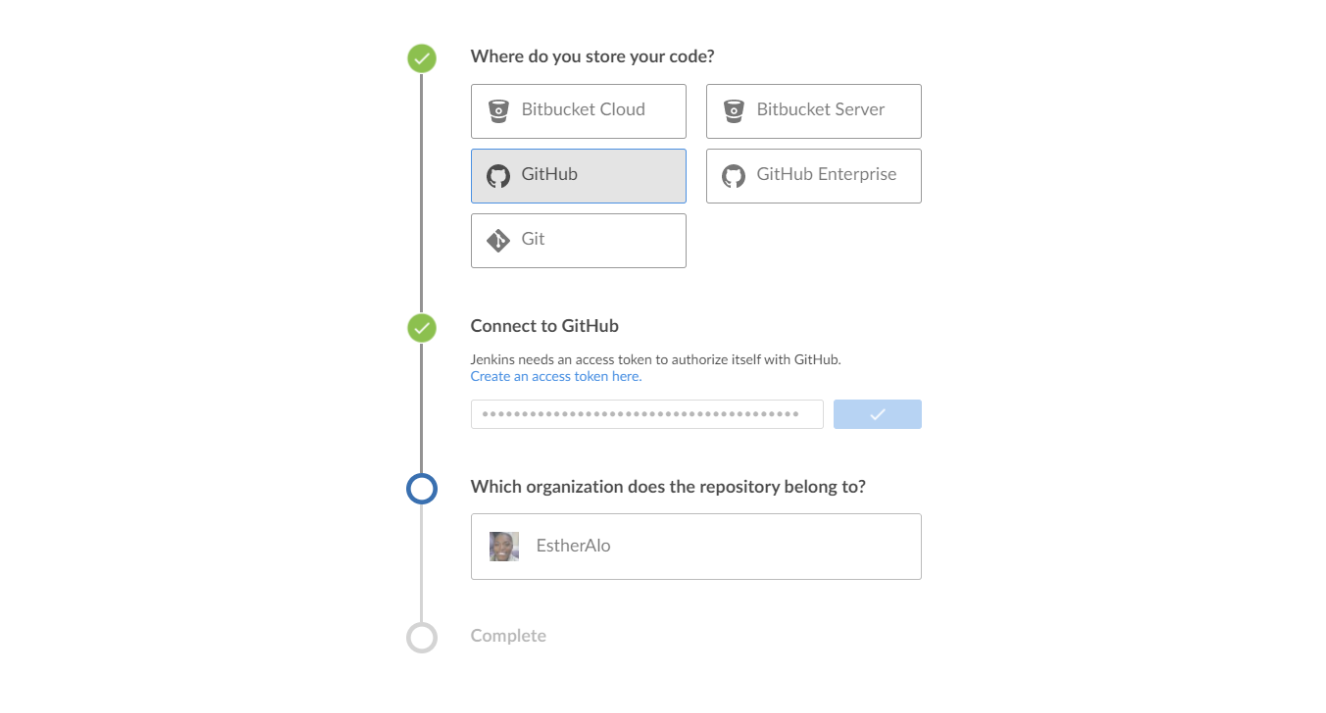 Where do you store your code?
Bitbucket Cloud
Bitbucket Server
GitHub
GitHub Enterprise
Git
Connect to GitHub
Jenkins needs an access token to authorize itself with GitHub.
Create an access token here.
Which organization does the repository belong to?
EstherAlo
Complete